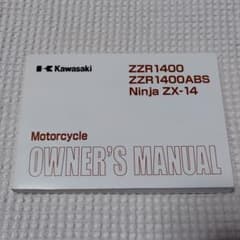 Kawasaki
ZZR1400
ZZR1400ABS
Ninja ZX-14
Motorcycle
OWNER'S MANUAL